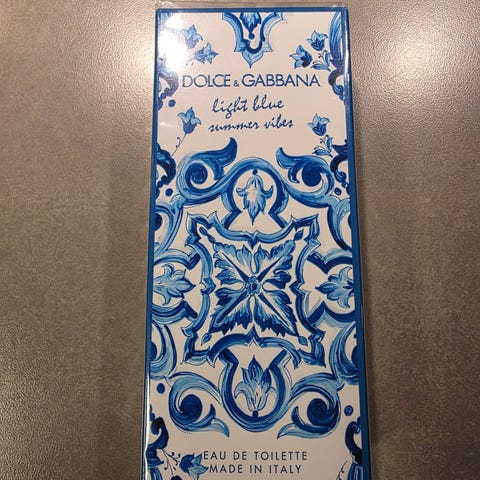 DOLCE & GABBANA
light blue
summer vibes
EAU DE TOILETTE
MADE IN ITALY